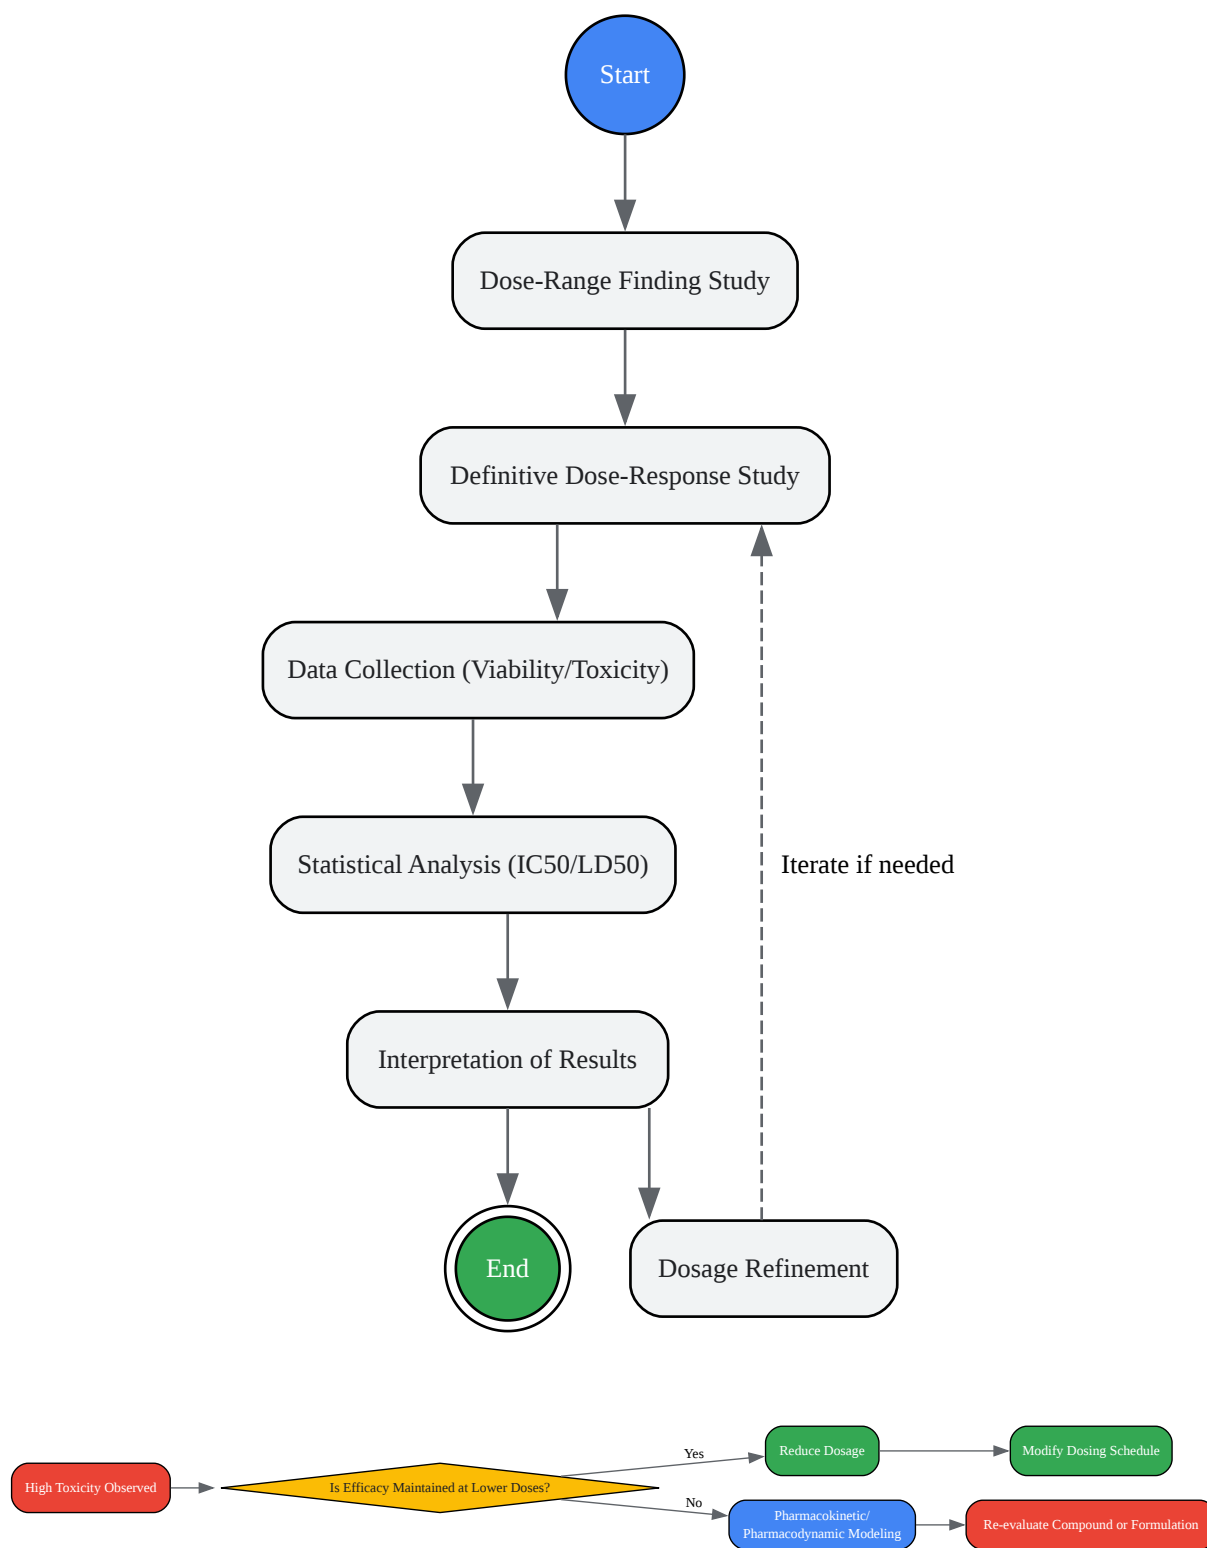 Start
Dose-Range Finding Study
Definitive Dose-Response Study
Data Collection (Viability/Toxicity)
Statistical Analysis (IC50/LD50)
Iterate if needed
Interpretation of Results
End
Dosage Refinement
High Toxicity Observed
Is Efficacy Maintained at Lower Doses?
Yes
Reduce Dosage
Modify Dosing Schedule
No
Pharmacokinetic/
Pharmacodynamic Modeling
Re-evaluate Compound or Formulation